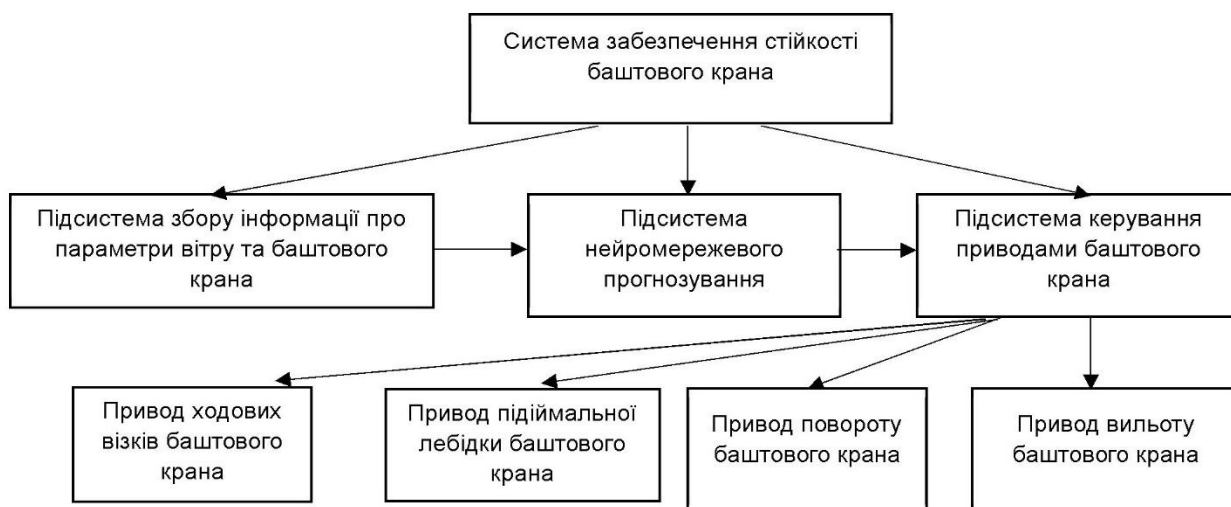 Система забезпечення стійкості
баштового крана
Підсистема збору інформації про
параметри вітру та баштового
крана
Підсистема
нейромережевого
прогнозування
Підсистема керування
приводами баштового
крана
Привод ходових
візків баштового
крана
Привод підіймальної
лебідки баштового
крана
Привод повороту
баштового крана
Привод вильоту
баштового крана